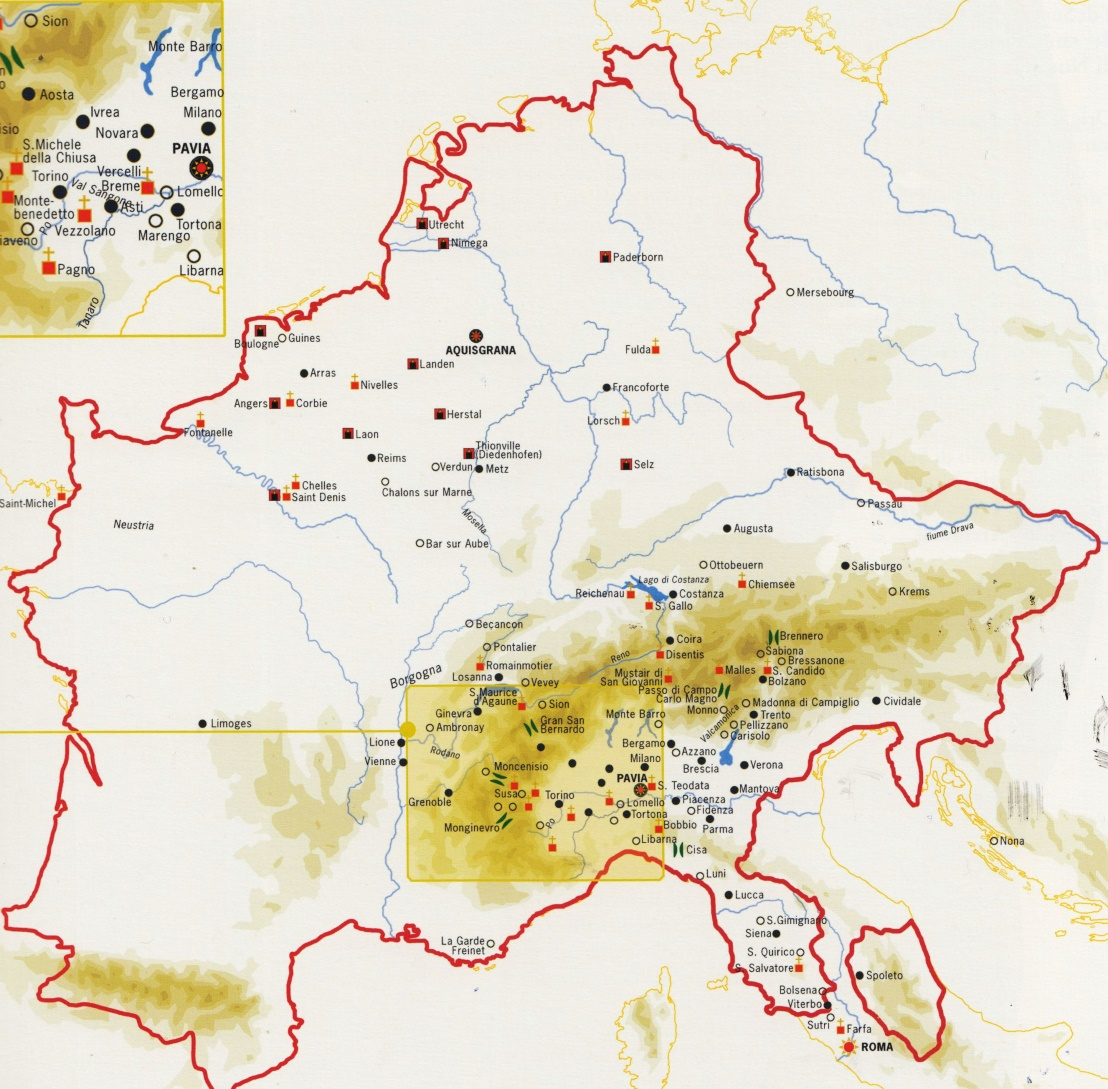 Sion
Monte Barro
Aosta
Bergamo
Ivrea
Milano
Novara
isio
S.Michele
della Chiusa
PAVIA
Vercelli
Torino
Val Sangone
Breme
Lomello
Monte-
benedetto
Asti
Po
Vezzolano
Tortona
iaveno
Marengo
Pagno
Libarna
Tanaro
Utrecht
Nimega
Paderborn
Mersebourg
Boulogne
Guines
AQUISGRANA
Fulda
Landen
Arras
Nivelles
Francoforte
Angers
Corbie
Herstal
Lorsch
Fontanelle
Laon
Thionville
(Diedenhofen)
Reims
Verdun
Metz
Selz
Ratisbona
Chelles
Saint Denis
Chalons sur Marne
Saint-Michel
Passau
Neustria
Mosella
Augusta
fiume Drava
Bar sur Aube
Ottobeuern
Salisburgo
Lago di Costanza
Chiemsee
Reichenau
Costanza
Krems
S. Gallo
Becançon
Coira
Brennero
Pontalier
Sabiona
Reno
Disentis
Bressanone
Borgogna
Romainmotier
Mustair di
San Giovanni
Malles
S. Candido
Losanna
Vevey
Bolzano
S.Maurice
d'Agaune
Passo di Campo
Carlo Magno
Sion
Madonna di Campiglio
Cividale
Ginevra
Monte Barro
Monno
Trento
Limoges
Ambronay
Gran San
Bernardo
Valcamonica
Pellizzano
Carisolo
Lione
Rodano
Bergamo
Azzano
Vienne
Milano
Brescia
Verona
Moncenisio
PAVIA
S. Teodata
Mantova
Grenoble
Susa
Torino
Lomello
Piacenza
Fidenza
Tortona
Monginevro
Po
Bobbio
Parma
Libarna
Cisa
Nona
Luni
Lucca
S.Gimignano
Siena
La Garde
Freinet
S. Quirico
S. Salvatore
Spoleto
Bolsena
Viterbo
Sutri
Farfa
ROMA